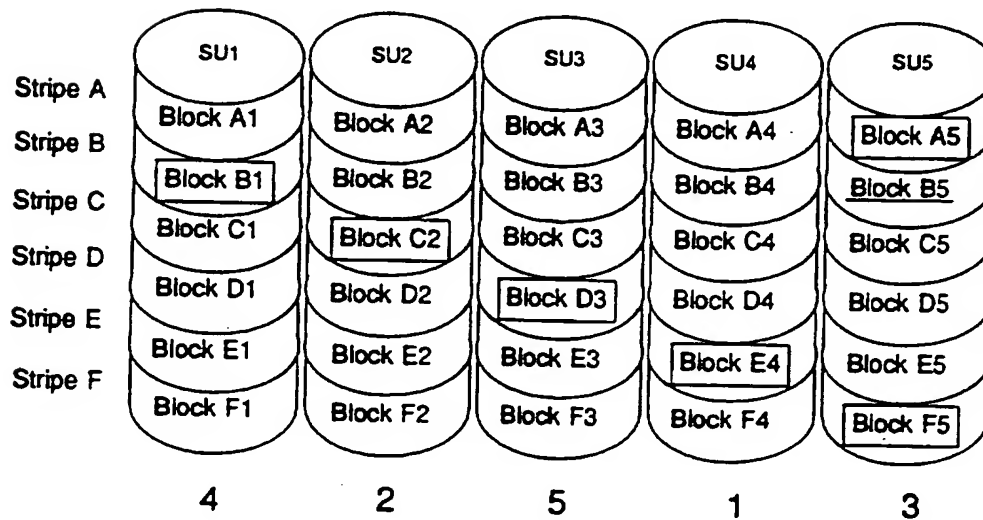 SU1 SU2 SU3 SU4 SU5
Stripe A
Block A1 Block A2 Block A3 Block A4 Block A5
Stripe B
Block B1 Block B2 Block B3 Block B4 Block B5
Stripe C
Block C1 Block C2 Block C3 Block C4 Block C5
Stripe D
Block D1 Block D2 Block D3 Block D4 Block D5
Stripe E
Block E1 Block E2 Block E3 Block E4 Block E5
Stripe F
Block F1 Block F2 Block F3 Block F4 Block F5
4 2 5 1 3